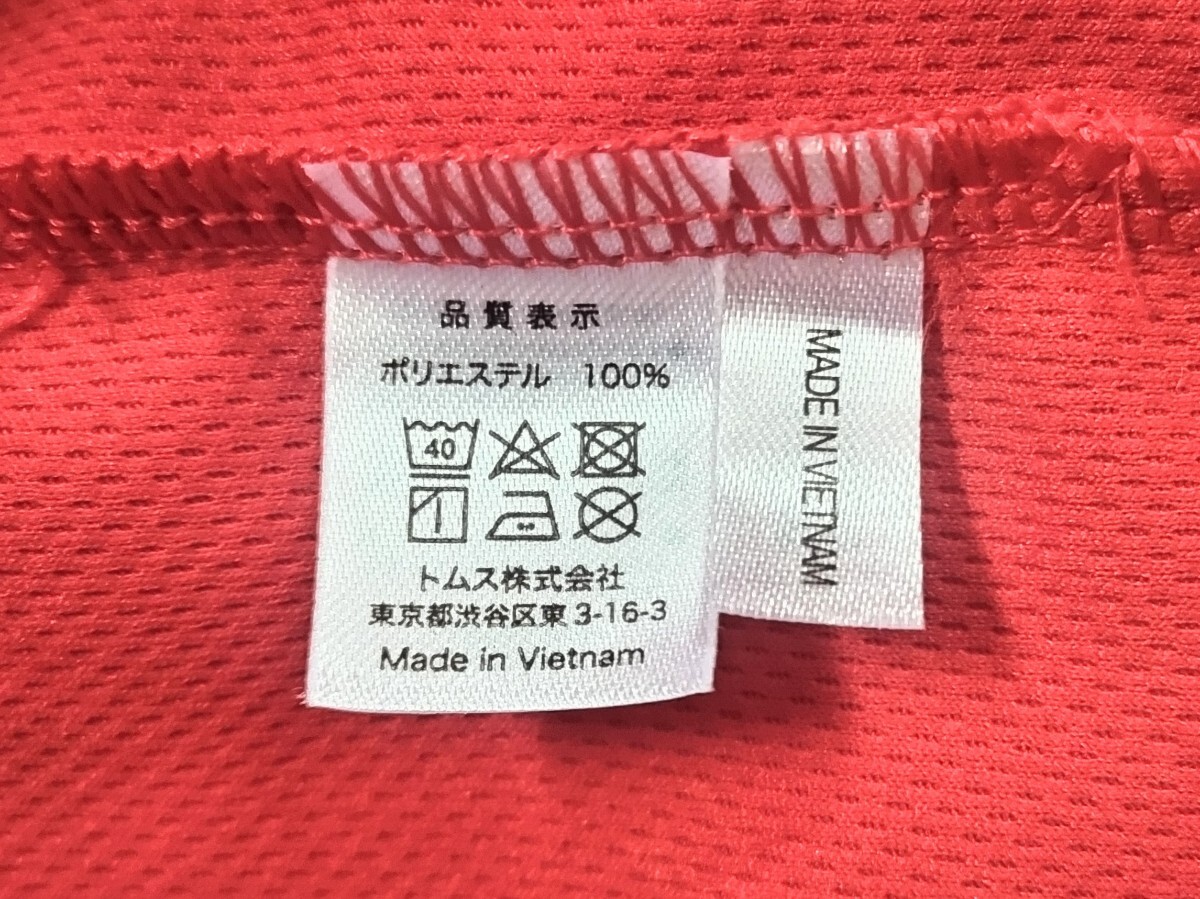 品質表示
ポリエステル 100%
40
トムス株式会社
東京都渋谷区東3-16-3
Made in Vietnam
MADE IN VIETNAM